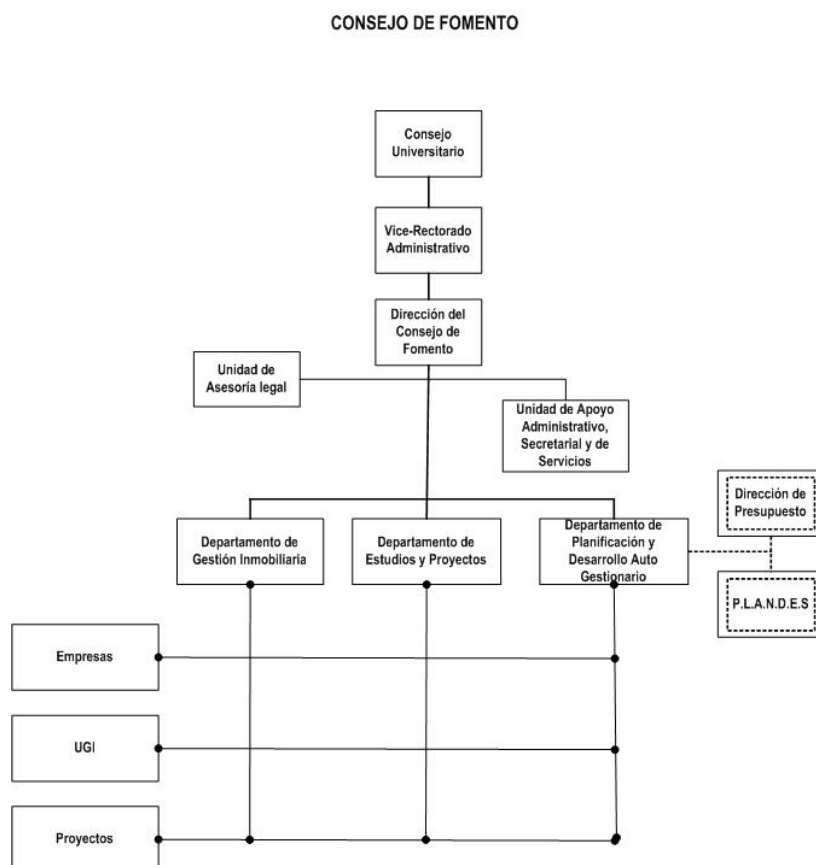 CONSEJO DE FOMENTO
Consejo
Universitario
Vice-Rectorado
Administrativo
Dirección del
Consejo de
Fomento
Unidad de
Asesoría legal
Unidad de Apoyo
Administrativo,
Secretarial y de
Servicios
Dirección de
Presupuesto
Departamento de
Gestión Inmobiliaria
Departamento de
Estudios y Proyectos
Departamento de
Planificación y
Desarrollo Auto
Gestionario
P.L.A.N.D.E.S
Empresas
UGI
Proyectos